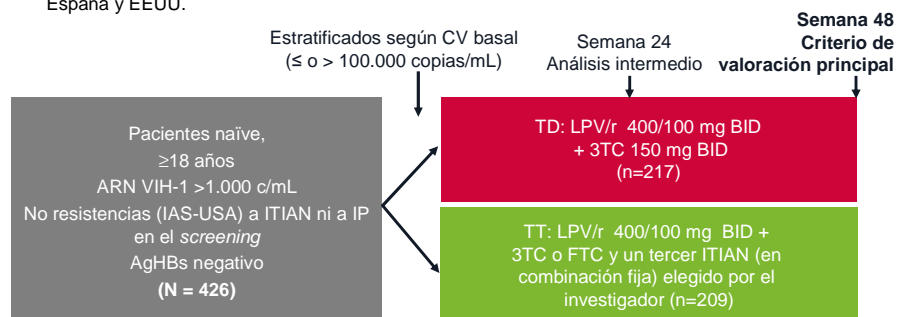 España y EEUU.
Estratificados según CV basal
(≤ o > 100.000 copias/mL)
Semana 24
Análisis intermedio
Semana 48
Criterio de
valoración principal
Pacientes naïve,
≥18 años
ARN VIH-1 >1.000 c/mL
No resistencias (IAS-USA) a ITIAN ni a IP
en el screening
AgHBs negativo
(N = 426)
TD: LPV/r 400/100 mg BID
+ 3TC 150 mg BID
(n=217)
TT: LPV/r 400/100 mg BID +
3TC o FTC y un tercer ITIAN (en
combinación fija) elegido por el
investigador (n=209)